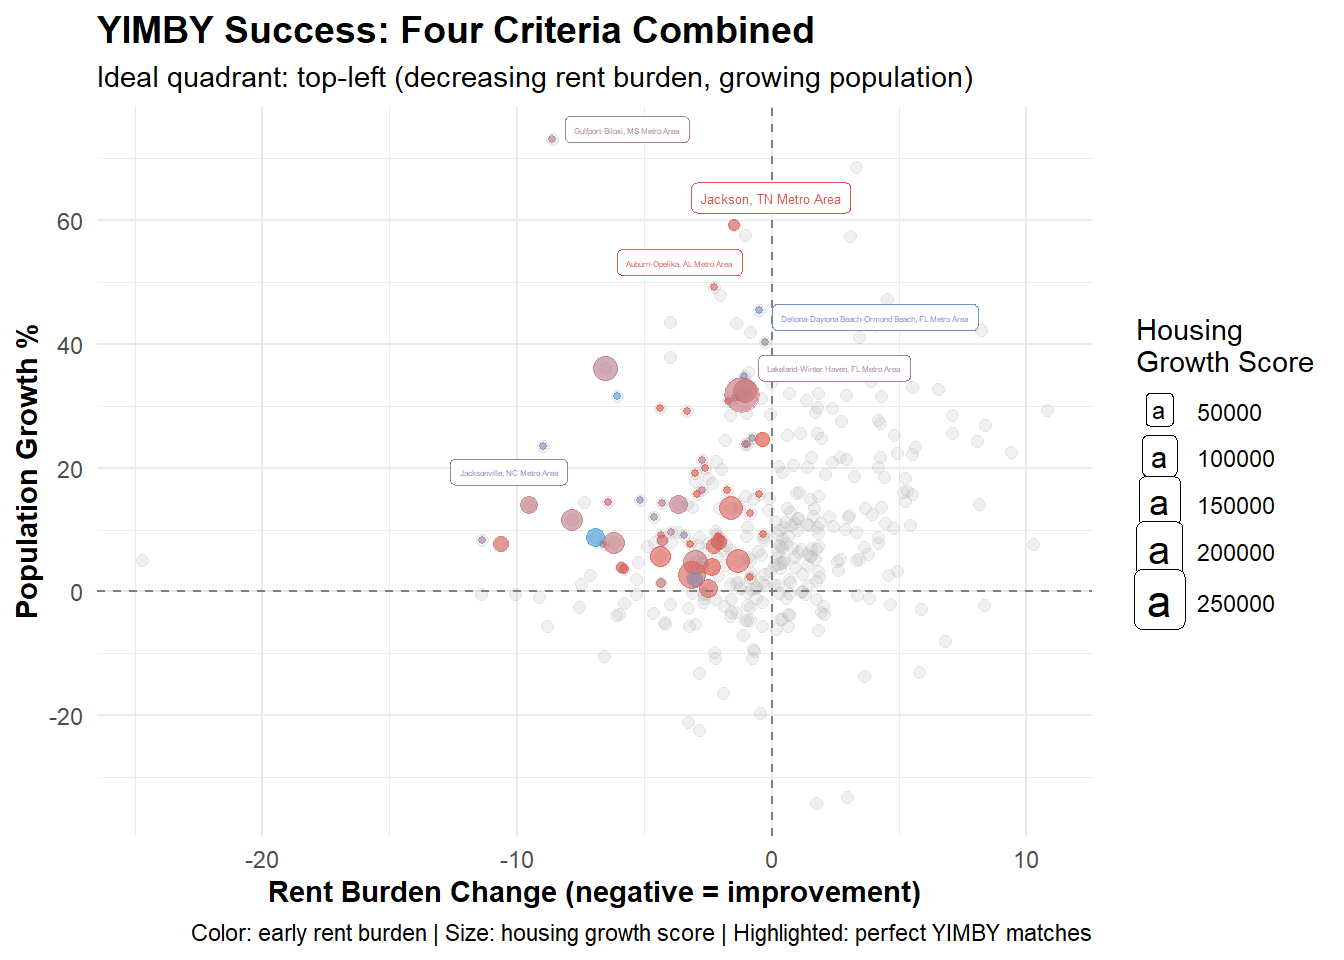 YIMBY Success: Four Criteria Combined
Ideal quadrant: top-left (decreasing rent burden, growing population)
Gulfport-Biloxi, MS Metro Area
Jackson, TN Metro Area
Auburn-Opelika, AL Metro Area
Deltona-Daytona Beach-Ormond Beach, FL Metro Area
Lakeland-Winter Haven, FL Metro Area
Jacksonville, NC Metro Area
Population Growth %
60
40
20
0
-20
-20
-10
0
10
Rent Burden Change (negative = improvement)
Color: early rent burden | Size: housing growth score | Highlighted: perfect YIMBY matches
Housing
Growth Score
a 50000
a 100000
a 150000
a 200000
a 250000